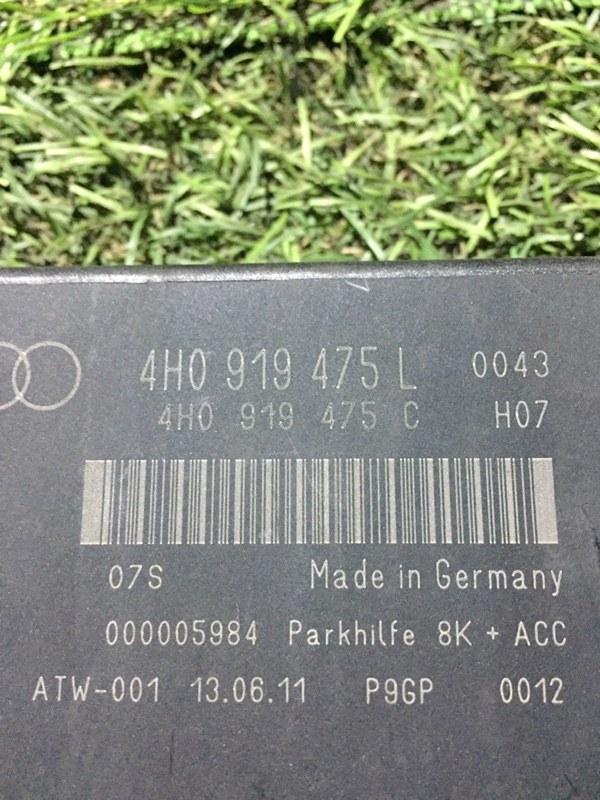 4H0 919 475 L 0043
4H0 919 475 C H07
07S Made in Germany
000005984 Parkhilfe 8K + ACC
ATW-001 13.06.11 P9GP 0012